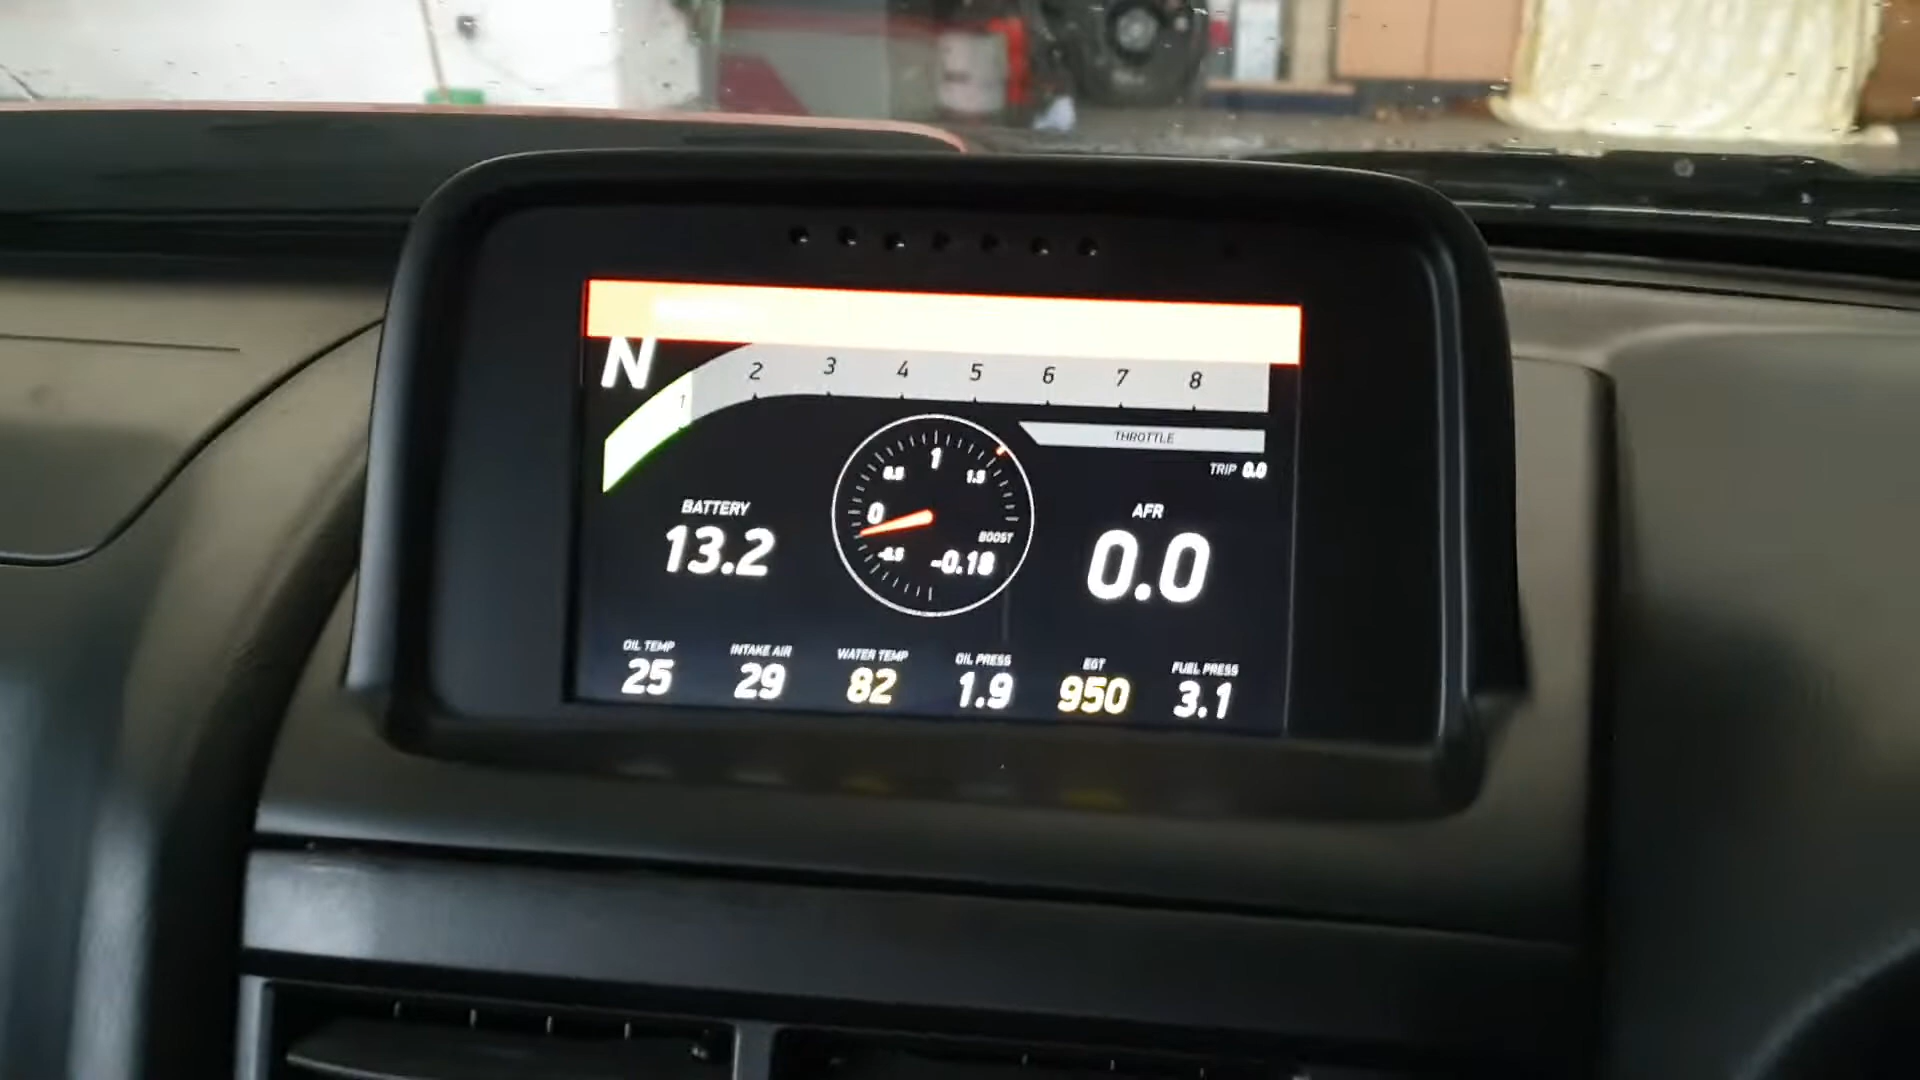 N
1 2 3 4 5 6 7 8
THROTTLE
TRIP 0.0
0.5 1 1.5
0
-0.5
BOOST
-0.18
BATTERY
13.2
AFR
0.0
OIL TEMP INTAKE AIR WATER TEMP OIL PRESS EGT FUEL PRESS
25 29 82 1.9 950 3.1